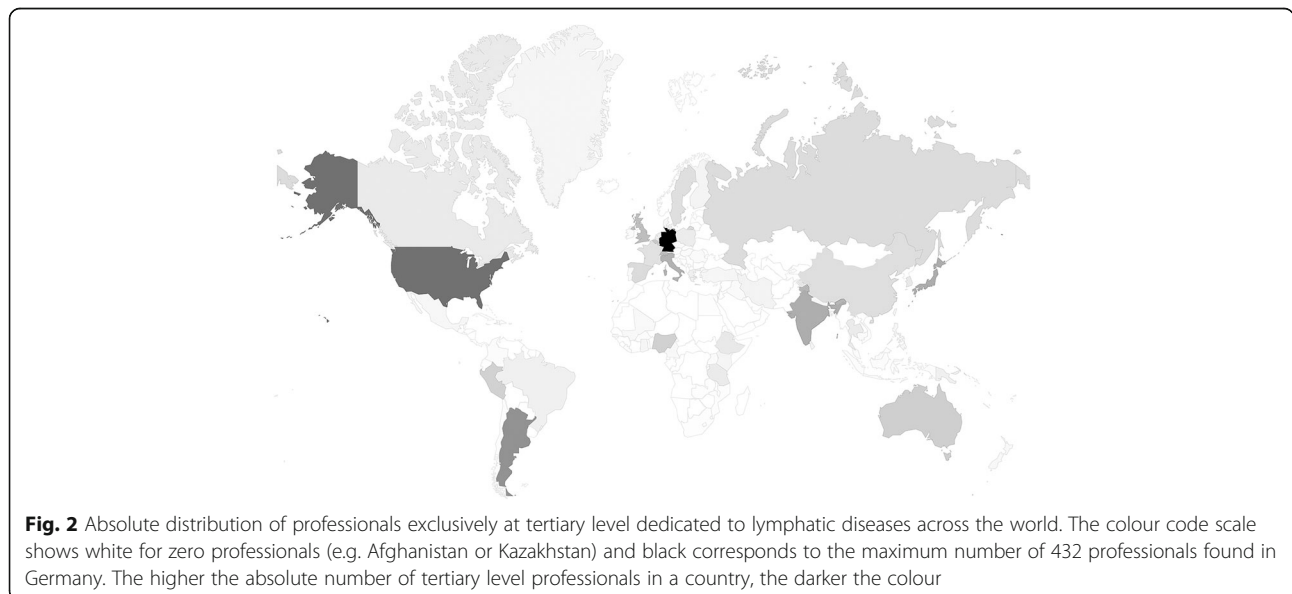 Fig. 2 Absolute distribution of professionals exclusively at tertiary level dedicated to lymphatic diseases across the world. The colour code scale
shows white for zero professionals (e.g. Afghanistan or Kazakhstan) and black corresponds to the maximum number of 432 professionals found in
Germany. The higher the absolute number of tertiary level professionals in a country, the darker the colour